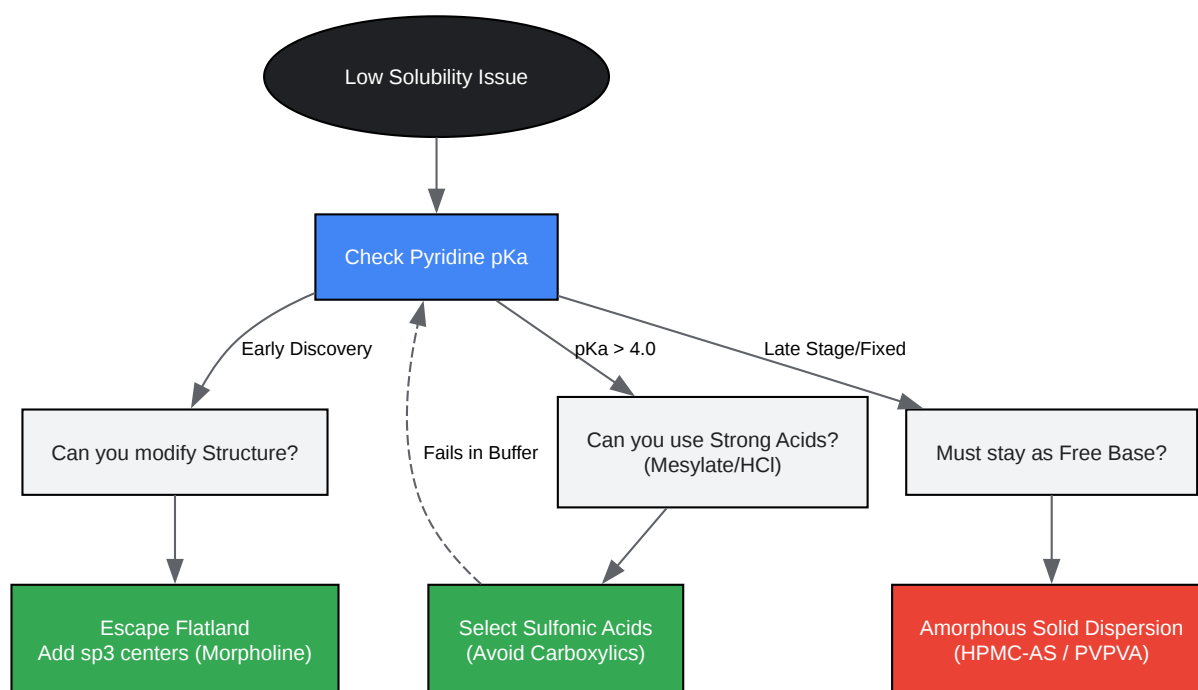 Low Solubility Issue
Check Pyridine pKa
Early Discovery
pKa > 4.0
Late Stage/Fixed
Can you modify Structure?
Fails in Buffer
Can you use Strong Acids?
(Mesylate/HCl)
Must stay as Free Base?
Escape Flatland
Add sp3 centers (Morpholine)
Select Sulfonic Acids
(Avoid Carboxylics)
Amorphous Solid Dispersion
(HPMC-AS / PVPVA)